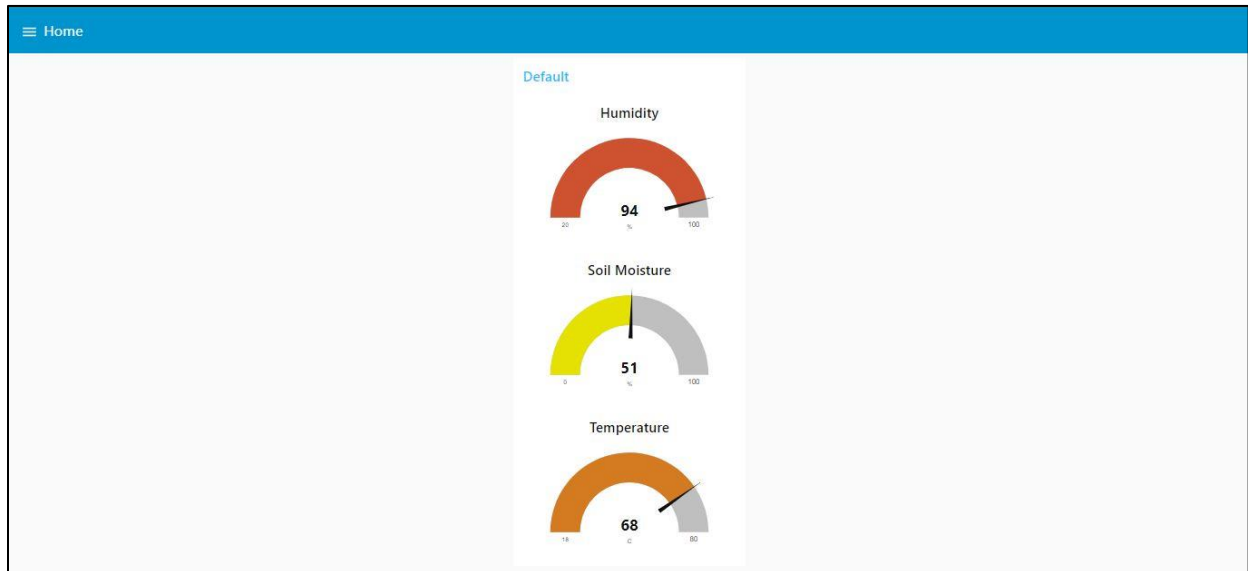 Home
Default
Humidity
94
20 % 100
Soil Moisture
51
0 % 100
Temperature
68
18 C 80